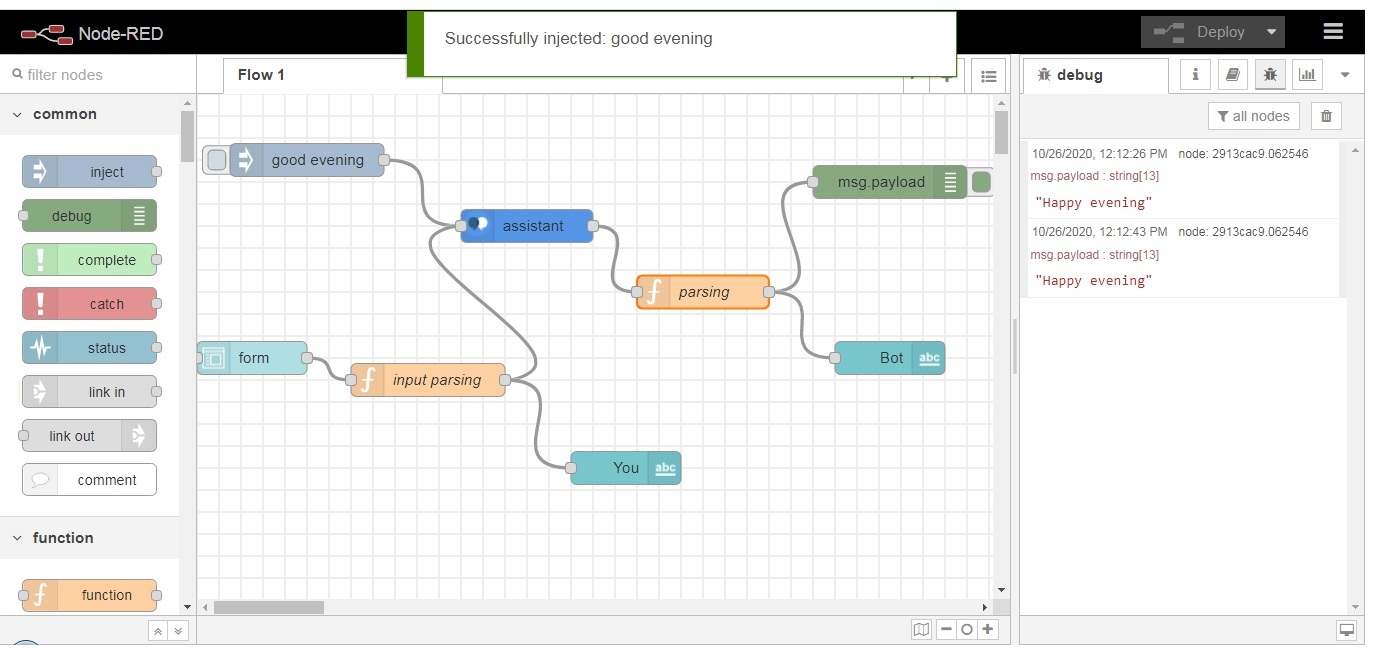 Node-RED
Successfully injected: good evening
Deploy
filter nodes
Flow 1
debug
i
common
all nodes
inject
debug
complete
catch
status
link in
link out
comment
function
function
good evening
assistant
msg.payload
parsing
form
input parsing
Bot
abc
You
abc
10/26/2020, 12:12:26 PM node: 2913cac9.062546
msg.payload : string[13]
"Happy evening"
10/26/2020, 12:12:43 PM node: 2913cac9.062546
msg.payload : string[13]
"Happy evening"